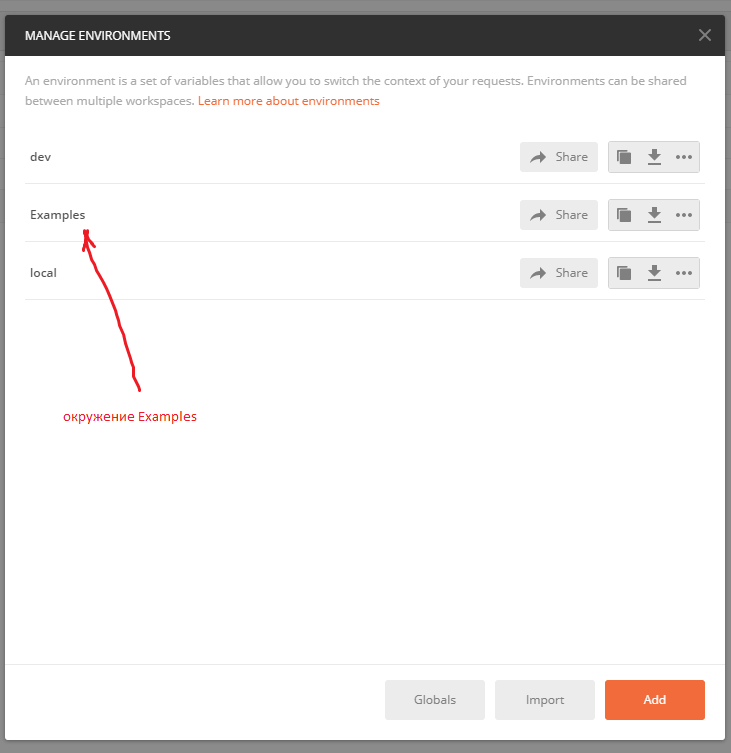 MANAGE ENVIRONMENTS
An environment is a set of variables that allow you to switch the context of your requests. Environments can be shared
between multiple workspaces. Learn more about environments
dev Share
Examples Share
local Share
окружение Examples
Globals Import Add